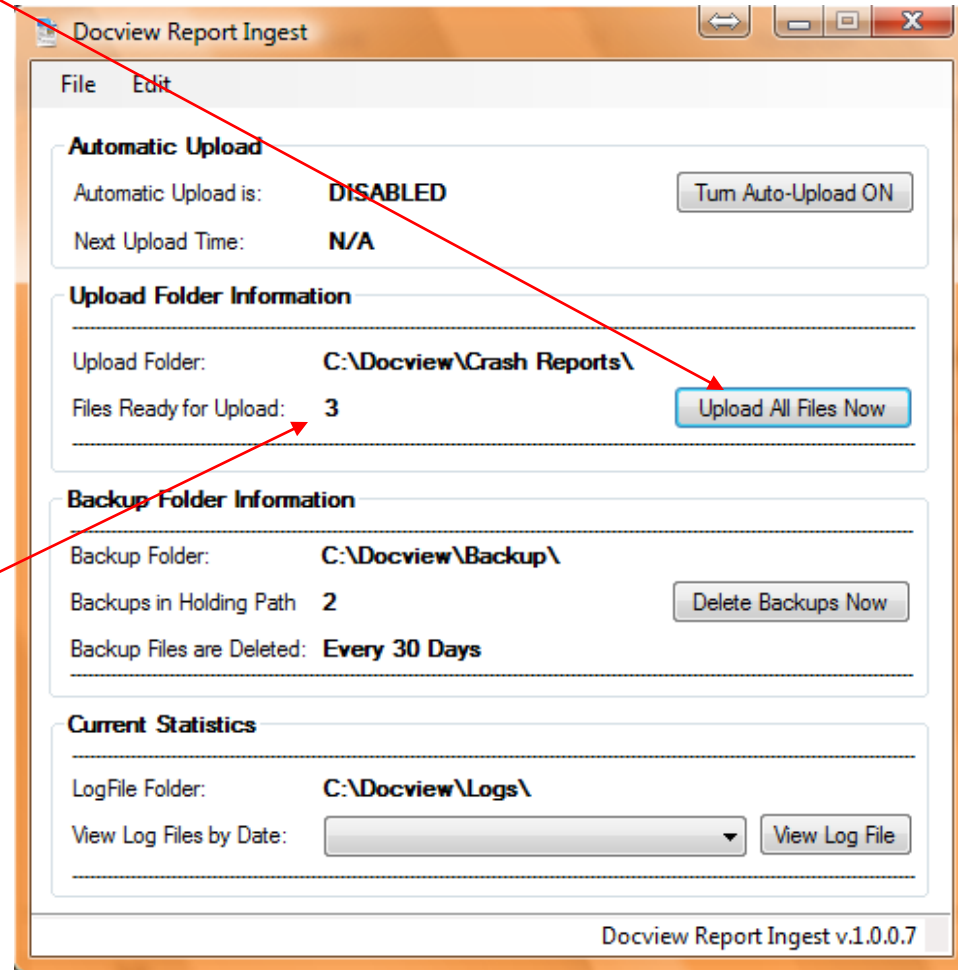 Docview Report Ingest
File Edit
Automatic Upload
Automatic Upload is: DISABLED Turn Auto-Upload ON
Next Upload Time: N/A
Upload Folder Information
Upload Folder: C:\Docview\Crash Reports\
Files Ready for Upload: 3 Upload All Files Now
Backup Folder Information
Backup Folder: C:\Docview\Backup\
Backups in Holding Path 2 Delete Backups Now
Backup Files are Deleted: Every 30 Days
Current Statistics
LogFile Folder: C:\Docview\Logs\
View Log Files by Date: View Log File
Docview Report Ingest v.1.0.0.7